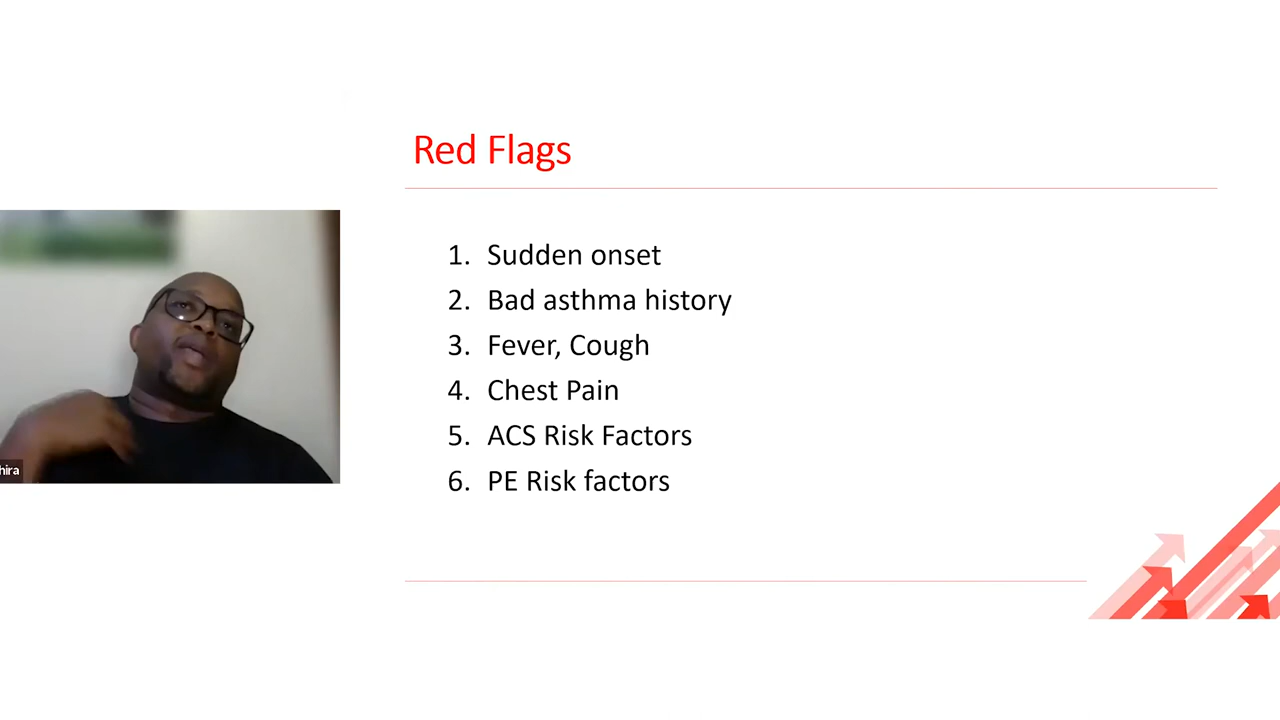 Red Flags
1. Sudden onset
2. Bad asthma history
3. Fever, Cough
4. Chest Pain
5. ACS Risk Factors
6. PE Risk factors
hira